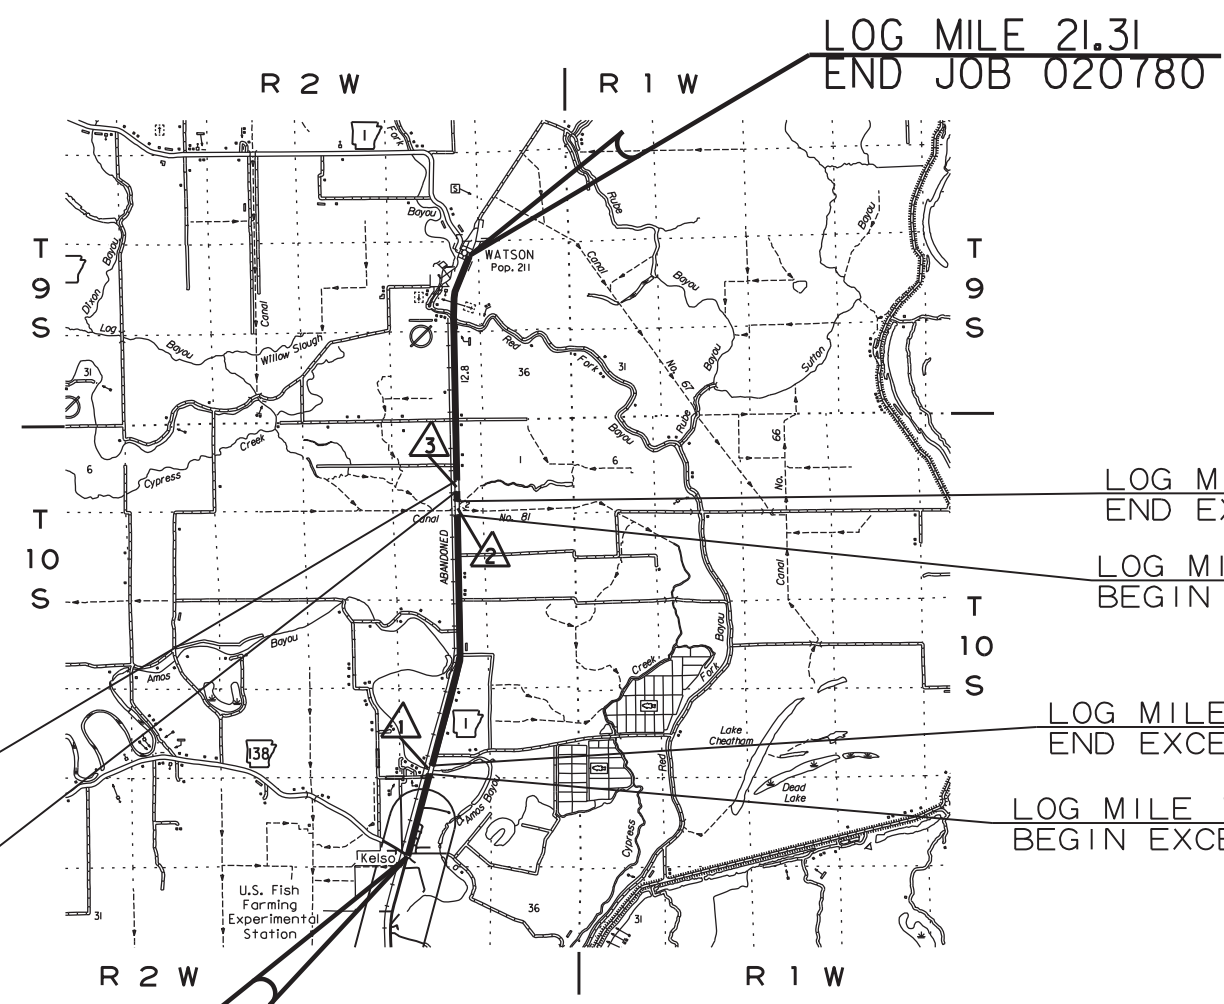 LOG MILE 21.31
END JOB 020780
R 2 W
R 1 W
1
Fork
S
Rube
Bayou
Bayou
T
9
S
Dixon
Bayou
WATSON
Pop. 211
Canal
Bayou
T
9
S
Canal
Log
Bayou
Willow Slough
Red
Fork
31
36
31
12.8
No. 67
Bayou
Sutton
Rube
Bayou
Creek
3
6
Cypress
1
6
No. 66
LOG M
END EX
T
10
S
Canal
No. 81
2
ABANDONED
Canal
LOG MI
BEGIN
T
10
S
Bayou
Bayou
Amos
Creek
Fork
1
1
138
Lake
Cheatham
LOG MILE
END EXCE
Red
Dead
Lake
Amos Bayou
LOG MILE
BEGIN EXCE
Cypress
Kelso
U.S. Fish
Farming
Experimental
Station
31
36
31
R 2 W
R 1 W